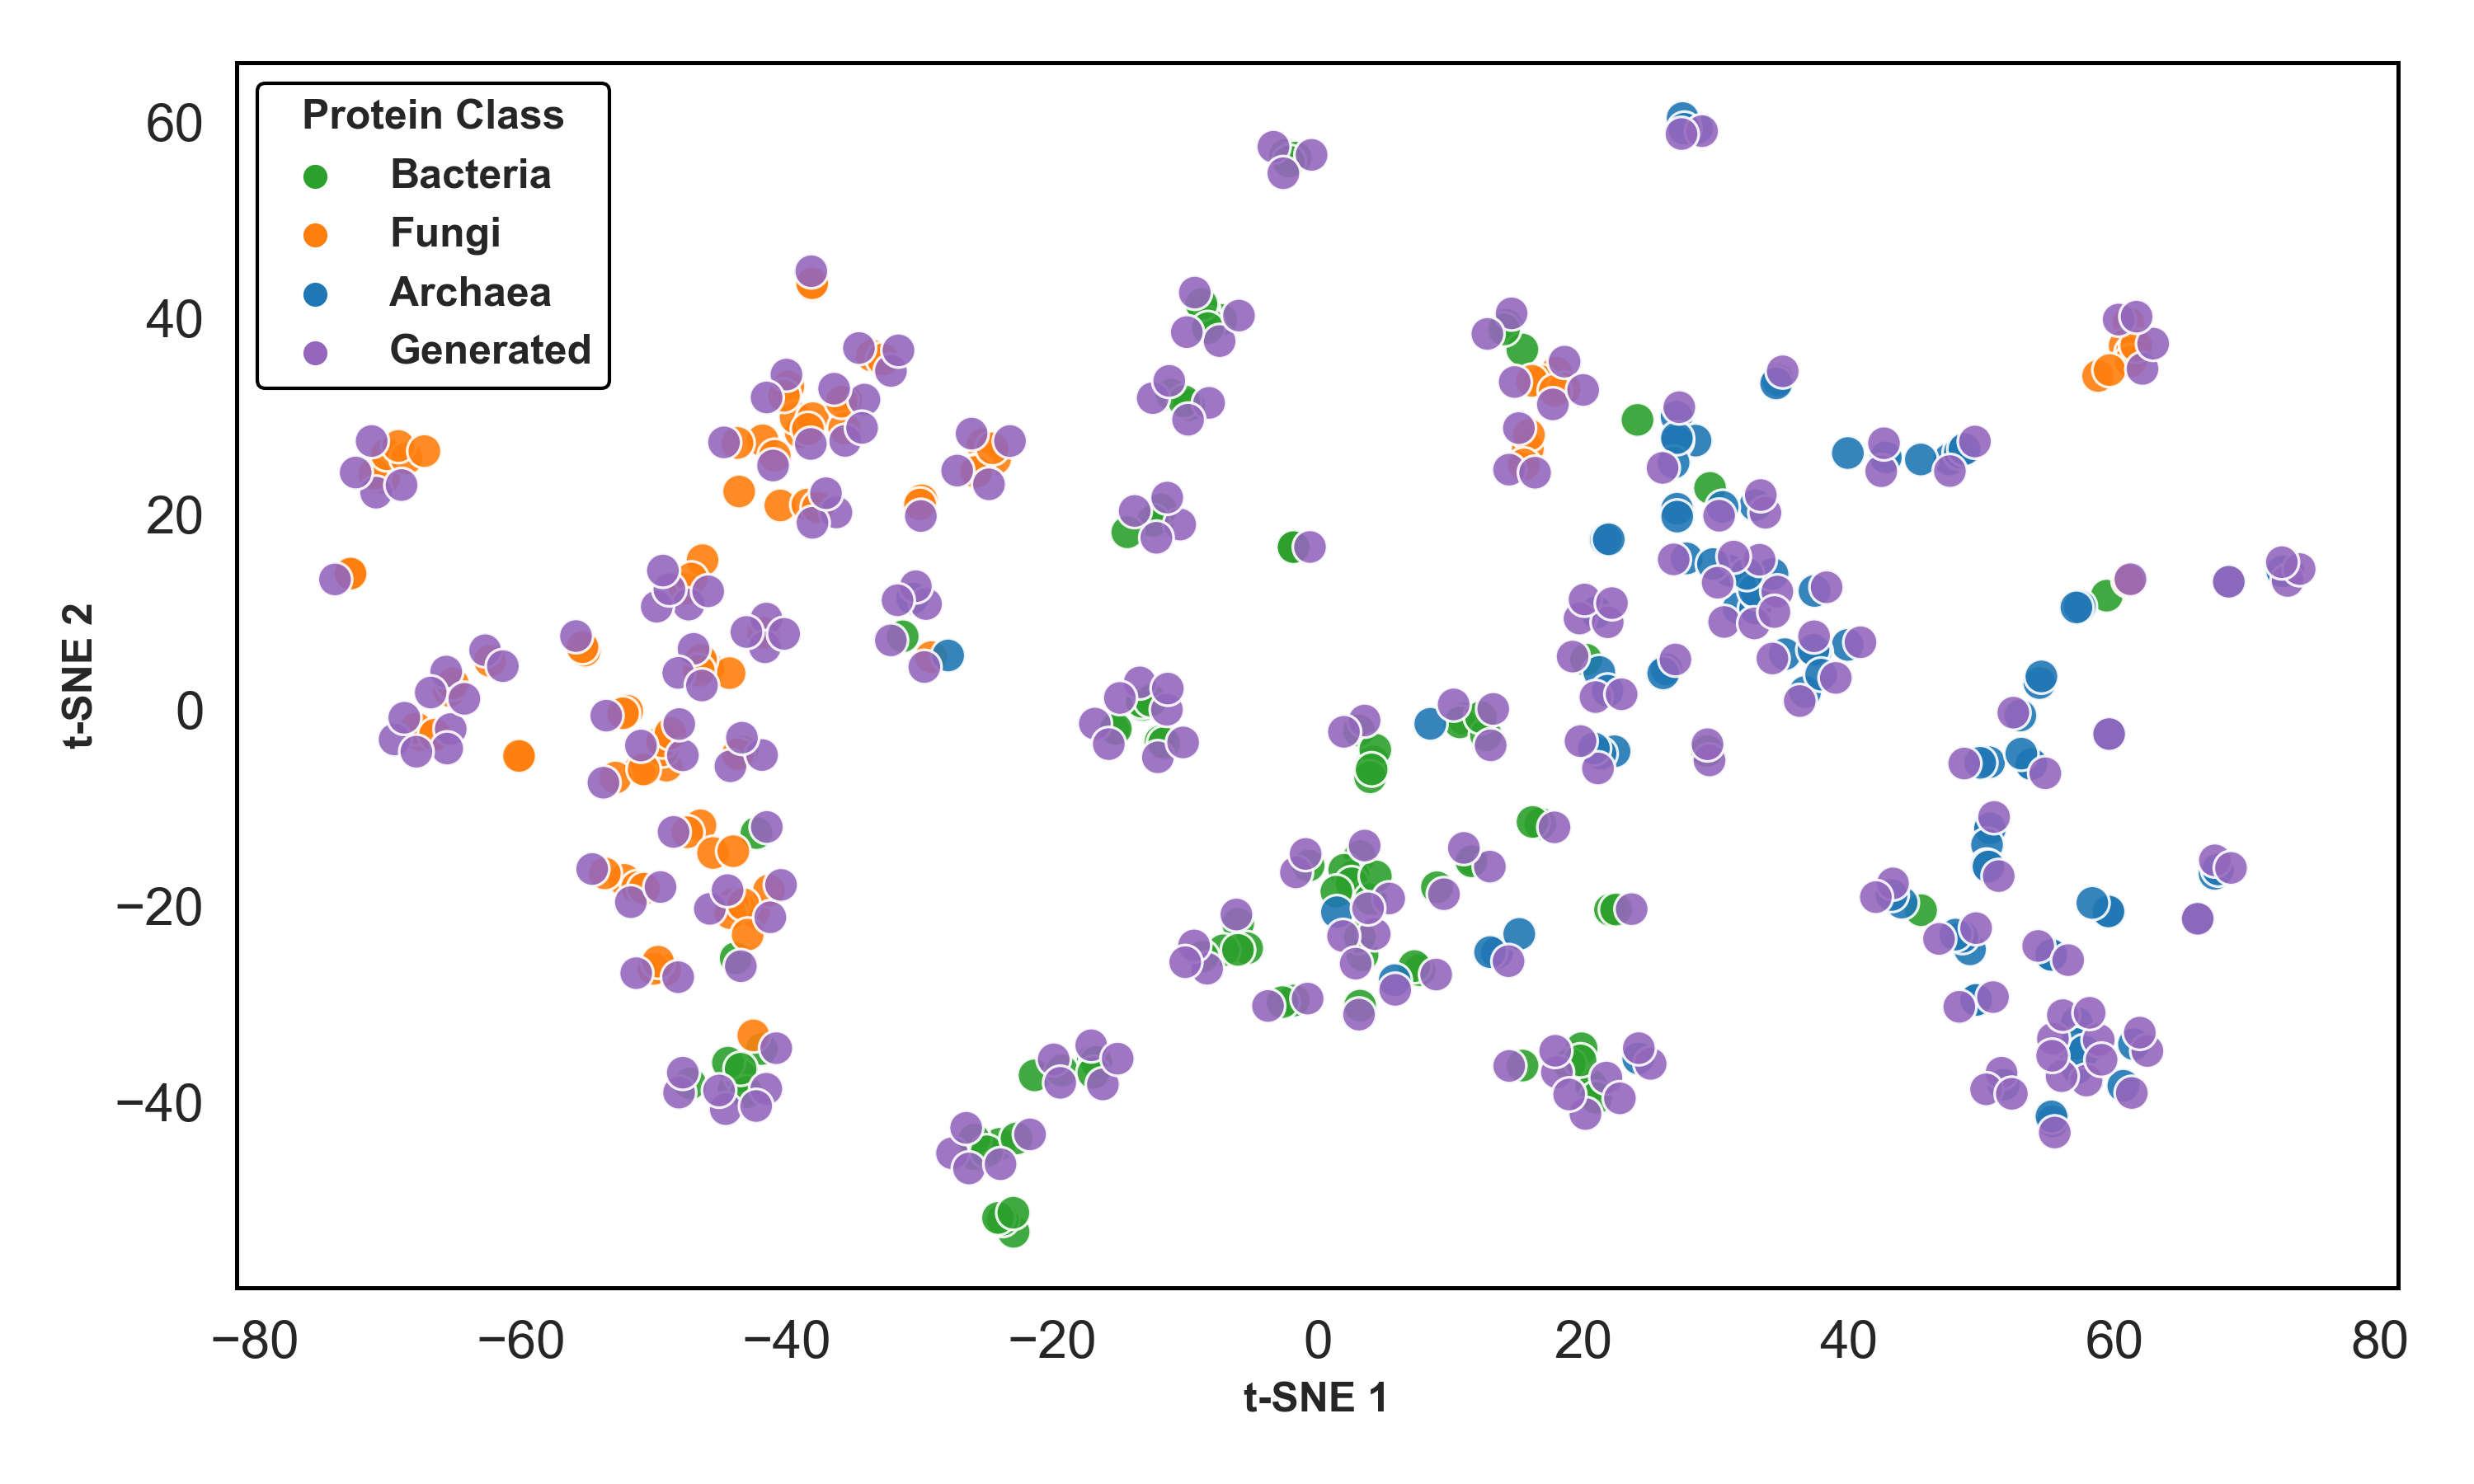 Protein Class
Bacteria
Fungi
Archaea
Generated
60
40
20
0
−20
−40
t-SNE 2
−80 −60 −40 −20 0 20 40 60 80
t-SNE 1